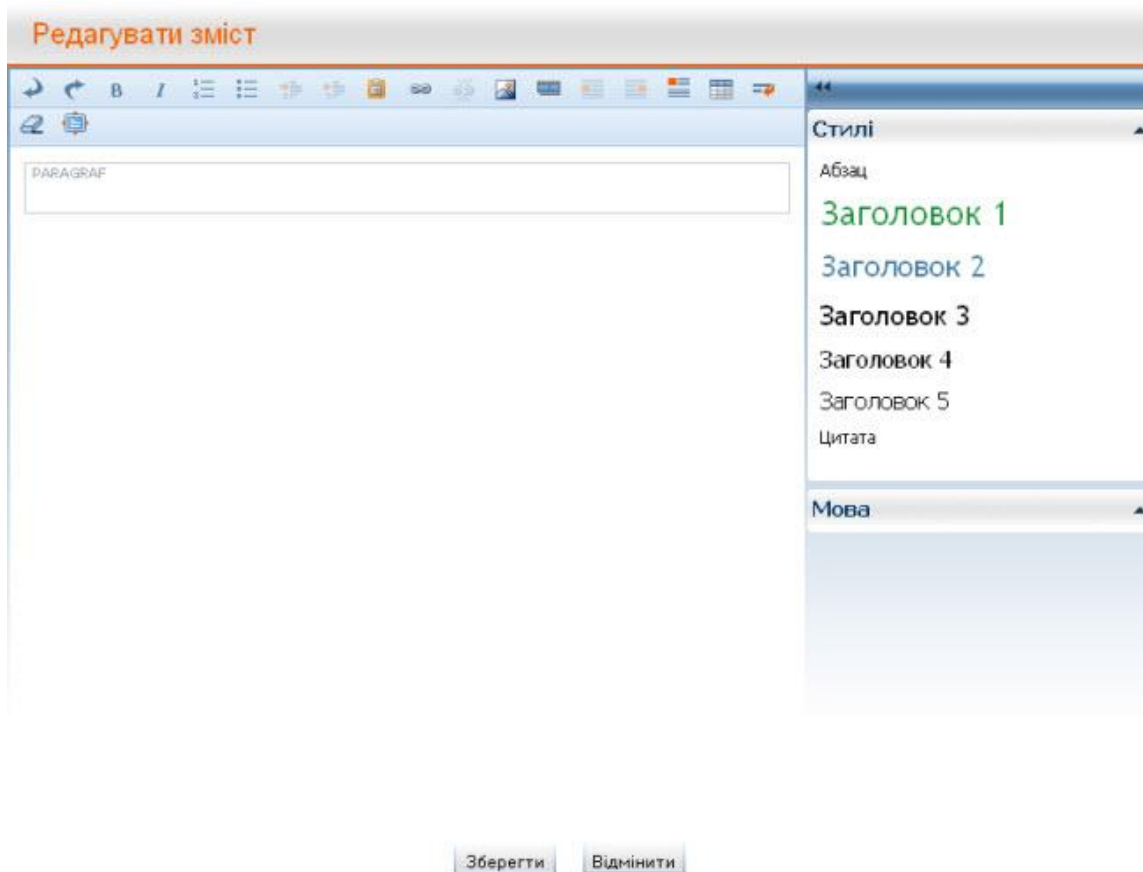 Редагувати зміст
B I
Стилі
PARAGRAF
Абзац
Заголовок 1
Заголовок 2
Заголовок 3
Заголовок 4
Заголовок 5
Цитата
Мова
Зберегти Відмінити